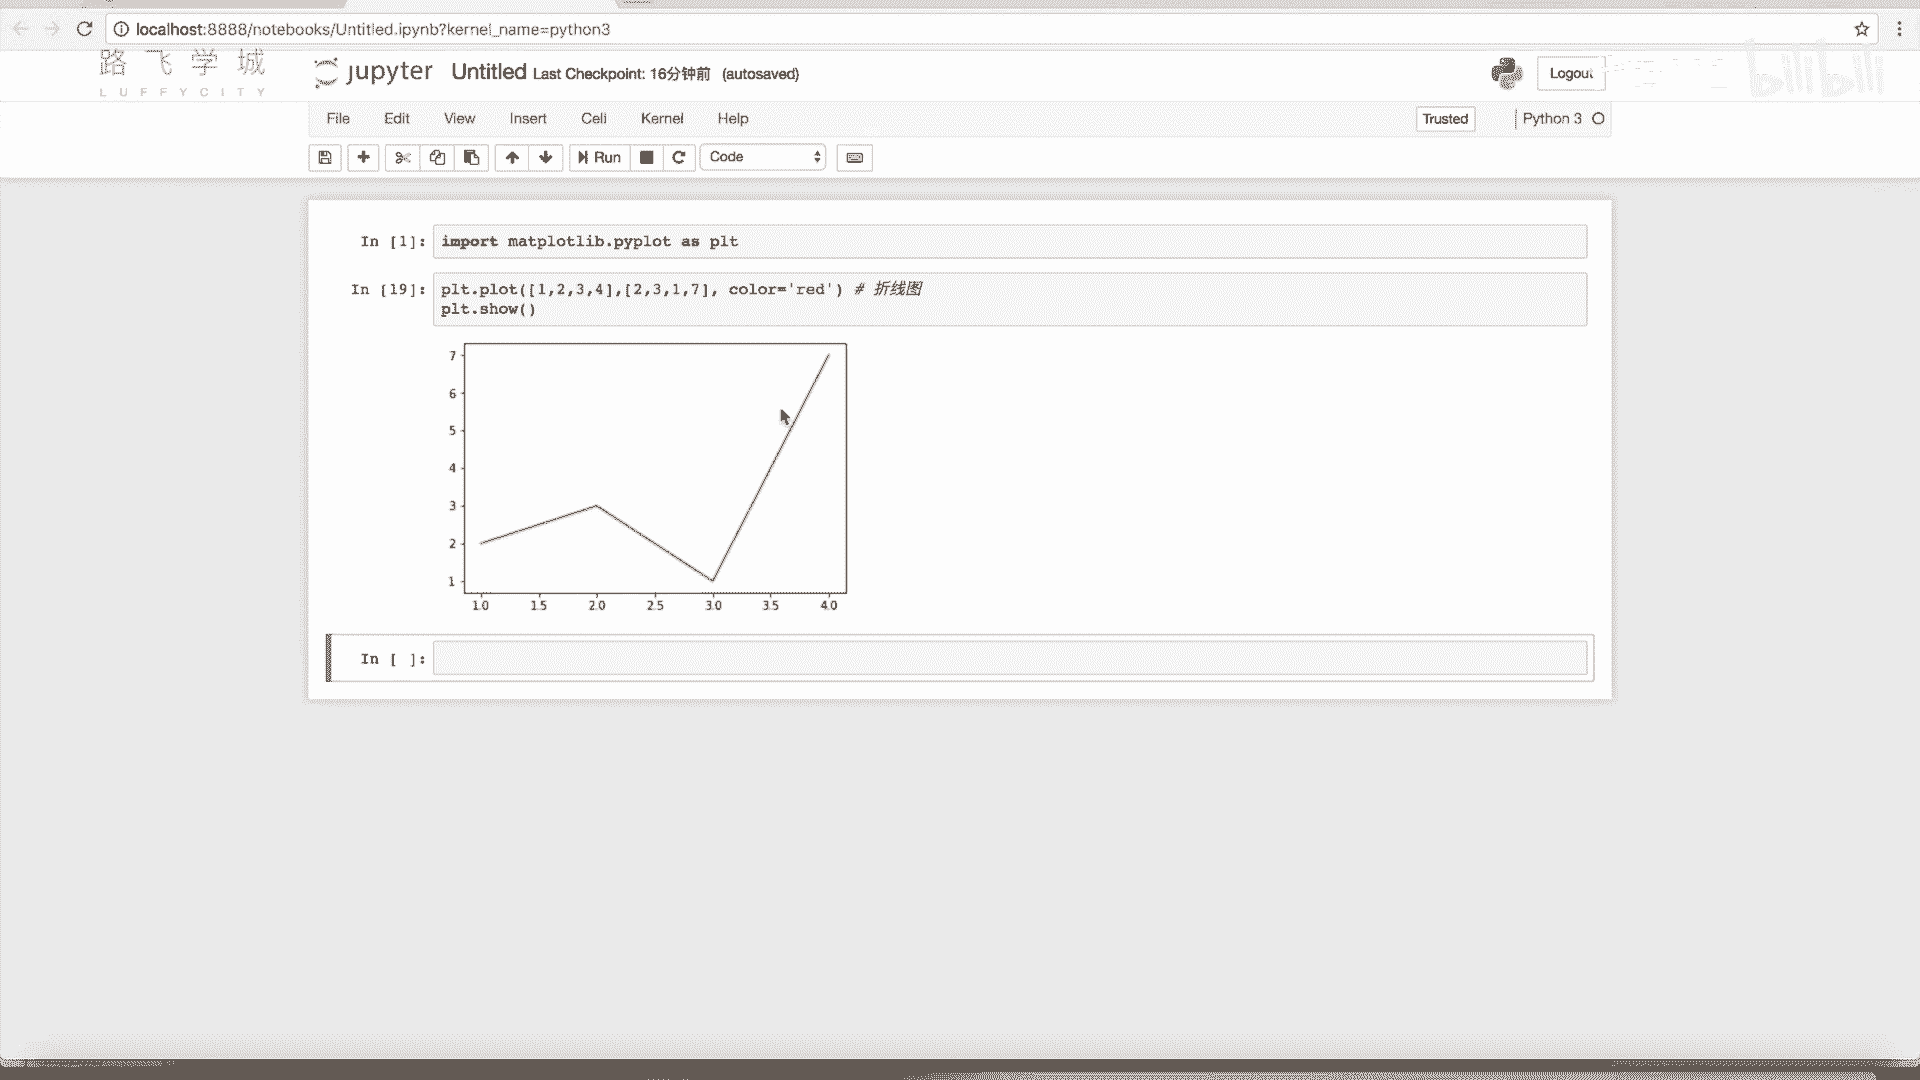 localhost:8888/notebooks/Untitled.ipynb?kernel_name=python3
路飞学城
LUFFYCITY
jupyter Untitled Last Checkpoint: 16分钟前 (autosaved)
Logout
bilibili
File Edit View Insert Cell Kernel Help
Trusted
Python 3
Run
Code
In [1]: import matplotlib.pyplot as plt
In [19]: plt.plot([1,2,3,4],[2,3,1,7], color='red') # 折线图
plt.show()
7
6
5
4
3
2
1
1.0 1.5 2.0 2.5 3.0 3.5 4.0
In [ ]: